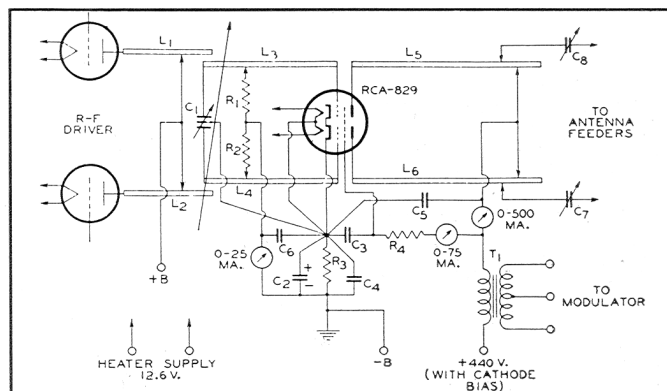 L1
L3
L5
C8
RCA-829
R-F
DRIVER
C1
R1
R2
TO
ANTENNA
FEEDERS
L2
L4
L6
C7
C5
0-500
MA.
+B
0-25
MA.
C6
C3
R4
0-75
MA.
T1
C2
+
-
R3
C4
TO
MODULATOR
HEATER SUPPLY
12.6 V.
-B
+440 V.
(WITH CATHODE
BIAS)